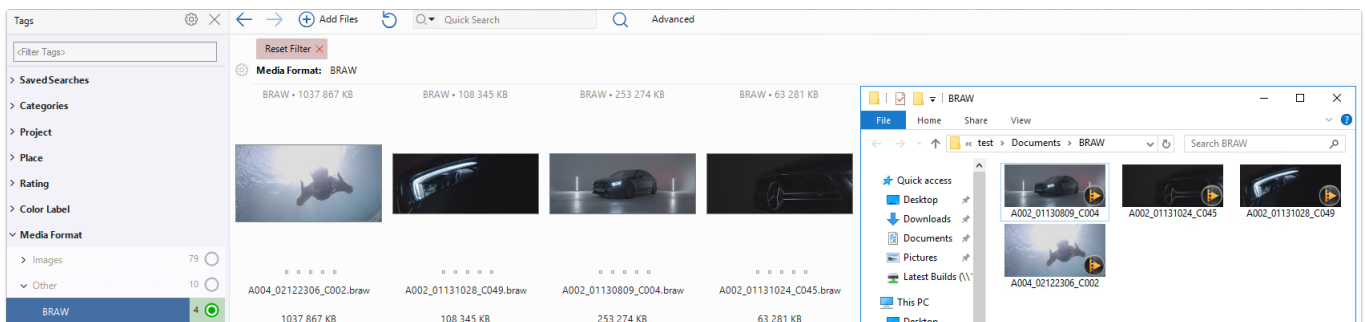 Tags
Add Files
Quick Search
Advanced
<Filter Tags>
Reset Filter
Saved Searches
Media Format: BRAW
Categories
BRAW • 1037 867 KB
BRAW • 108 345 KB
BRAW • 253 274 KB
BRAW • 63 281 KB
Project
Place
Rating
Color Label
Media Format
Images 79
Other 10
BRAW 4
A004_02122306_C002.braw
A002_01131028_C049.braw
A002_01130809_C004.braw
A002_01131024_C045.braw
1037 867 KB
108 345 KB
253 274 KB
63 281 KB
BRAW
File Home Share View
« test > Documents > BRAW
Search BRAW
Quick access
Desktop
Downloads
Documents
Pictures
Latest Builds (\\
This PC
Desktop
A002_01130809_C004
A002_01131024_C045
A002_01131028_C049
A004_02122306_C002